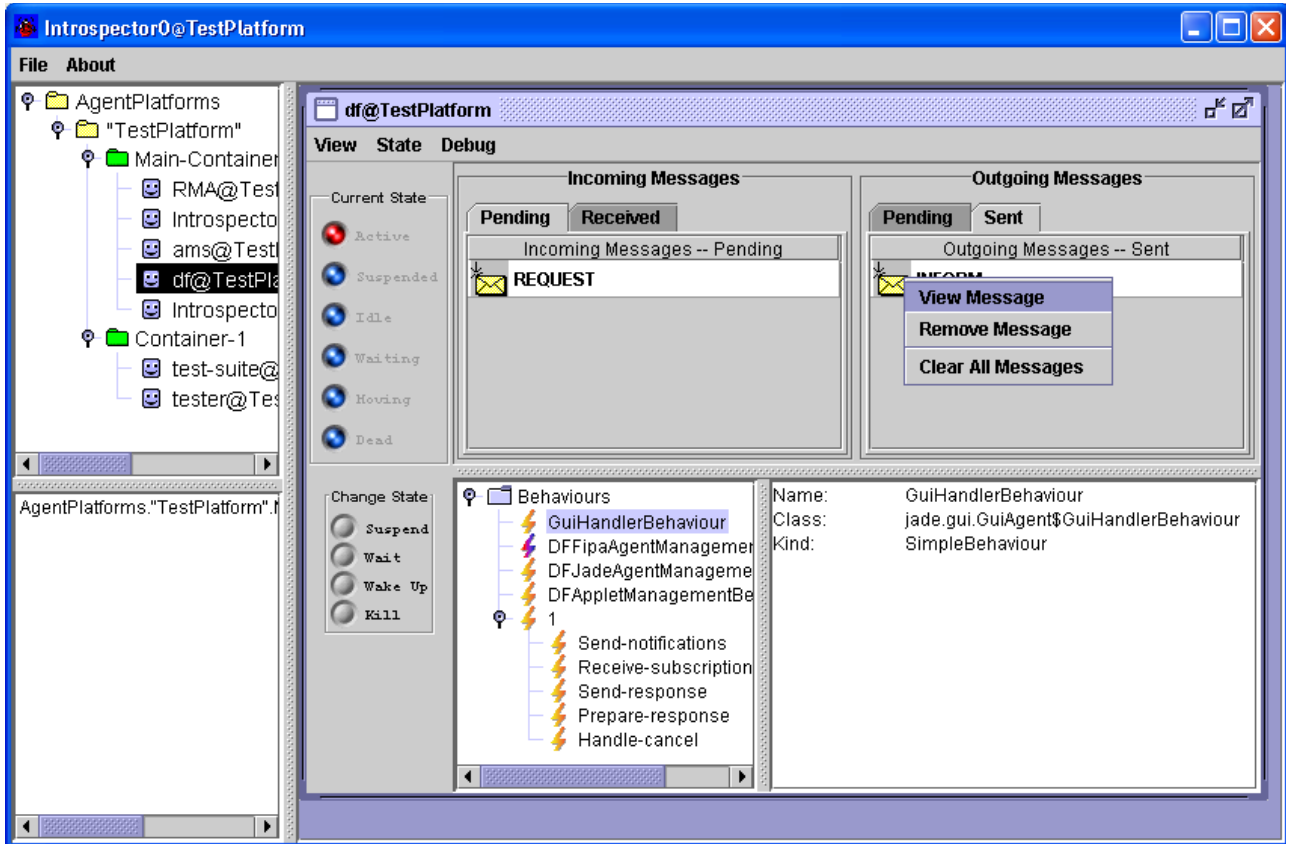 Introspector0@TestPlatform
File About
AgentPlatforms
"TestPlatform"
Main-Container
RMA@Test
Introspecto
ams@Test
df@TestPla
Introspecto
Container-1
test-suite@
tester@Tes
AgentPlatforms."TestPlatform".
df@TestPlatform
View State Debug
Current State
Active
Suspended
Idle
Waiting
Moving
Dead
Incoming Messages
Pending Received
Incoming Messages -- Pending
REQUEST
Outgoing Messages
Pending Sent
Outgoing Messages -- Sent
INFORM
View Message
Remove Message
Clear All Messages
Change State
Suspend
Wait
Wake Up
Kill
Behaviours
GuiHandlerBehaviour
DFFipaAgentManagemer
DFJadeAgentManageme
DFAppletManagementBe
1
Send-notifications
Receive-subscription
Send-response
Prepare-response
Handle-cancel
Name: GuiHandlerBehaviour
Class: jade.gui.GuiAgent$GuiHandlerBehaviour
Kind: SimpleBehaviour